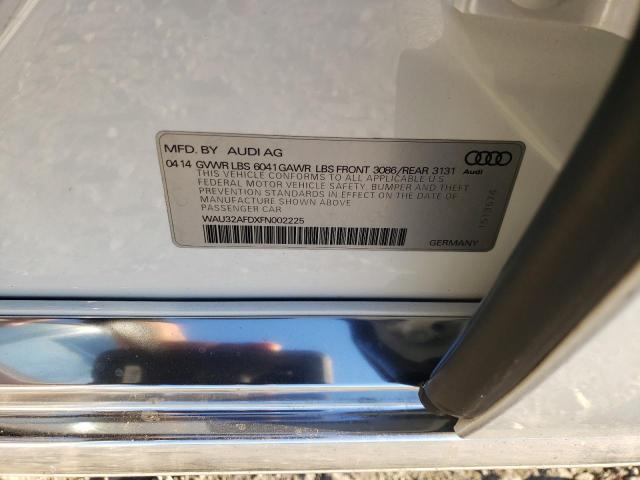 MFD. BY AUDI AG
04 14 GVWR LBS 6041 GAWR LBS FRONT 3086/REAR 3131
THIS VEHICLE CONFORMS TO ALL APPLICABLE U.S
FEDERAL MOTOR VEHICLE SAFETY, BUMPER AND THEFT
PREVENTION STANDARDS IN EFFECT ON THE DATE OF
MANUFACTURE SHOWN ABOVE
PASSENGER CAR
WAU32AFDXFN002225
Audi
GERMANY